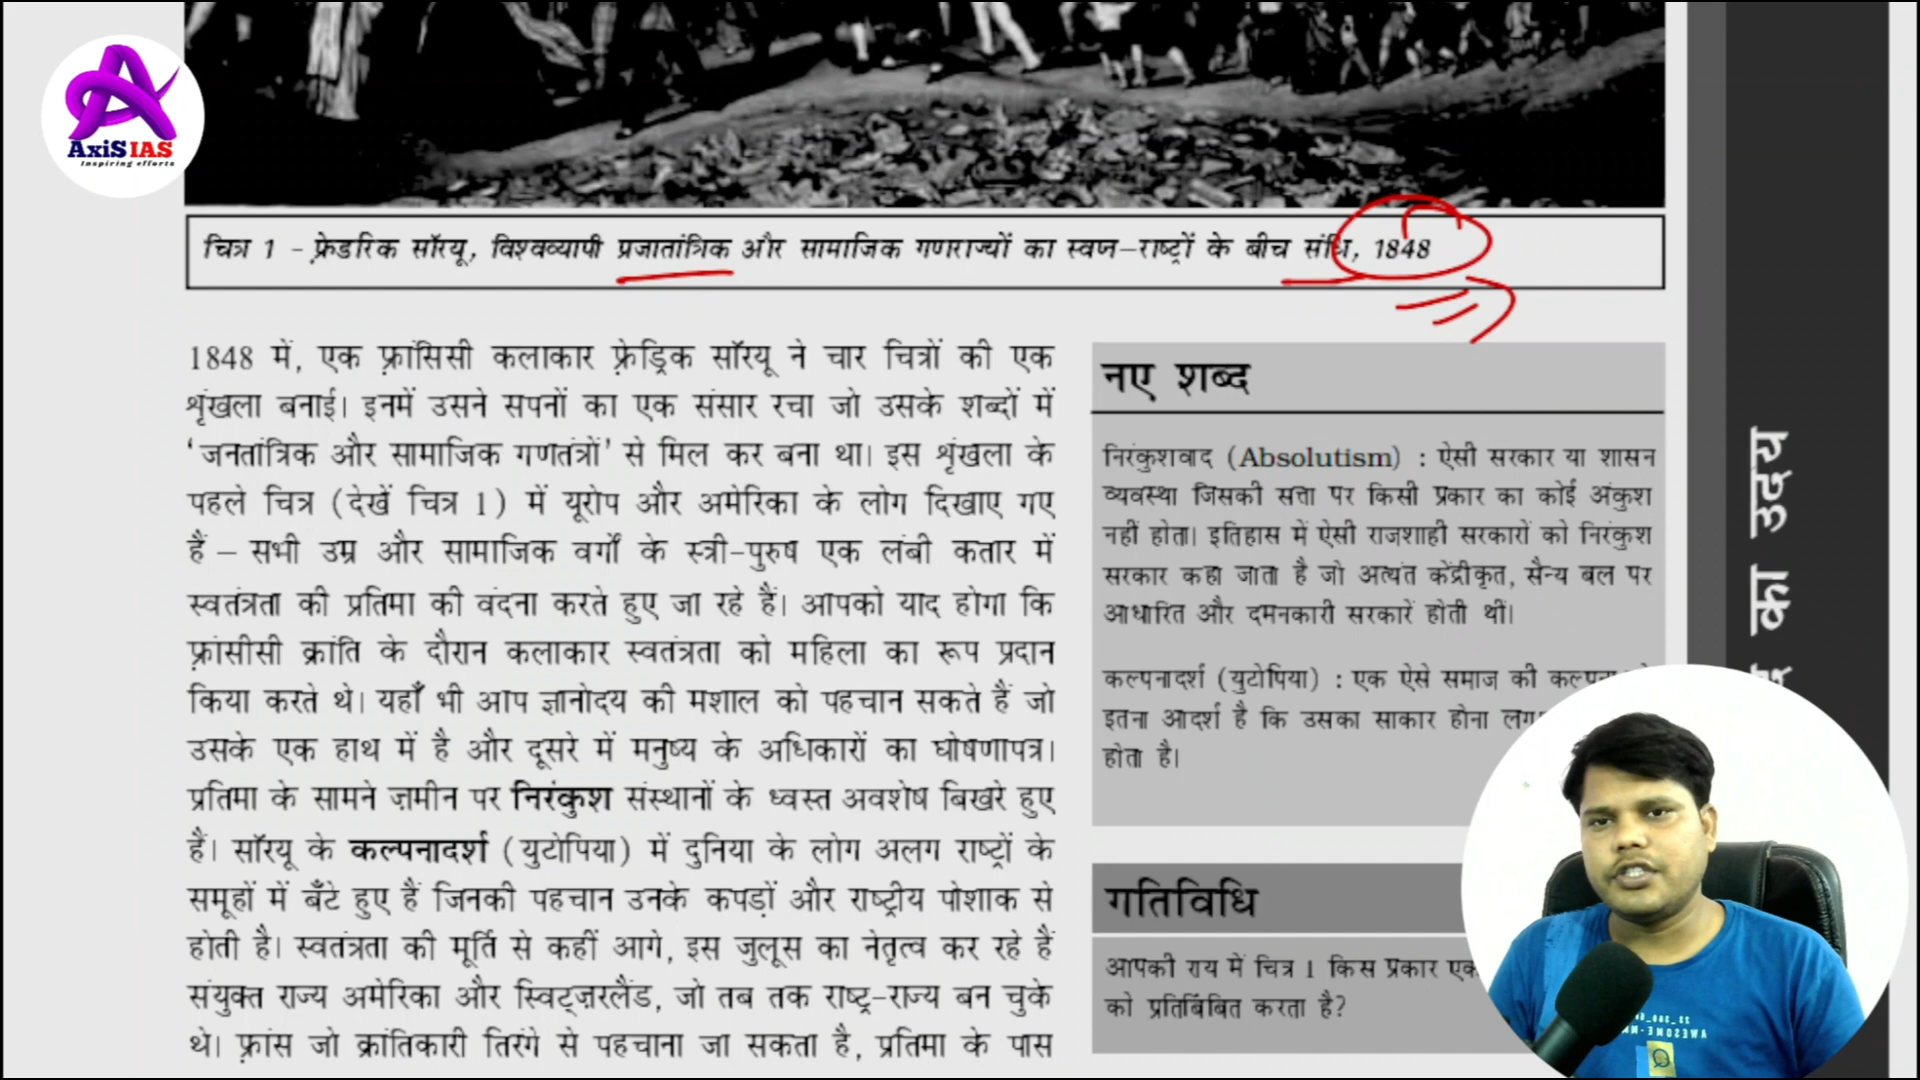 AxiS IAS
Inspiring efforts
चित्र 1 - फ़्रेडरिक सॉरयू, विश्वव्यापी प्रजातांत्रिक और सामाजिक गणराज्यों का स्वप्न-राष्ट्रों के बीच संधि, 1848
1848 में, एक फ़्रांसिसी कलाकार फ़्रेड्रिक सॉरयू ने चार चित्रों की एक
शृंखला बनाई। इनमें उसने सपनों का एक संसार रचा जो उसके शब्दों में
‘जनतांत्रिक और सामाजिक गणतंत्रों’ से मिल कर बना था। इस शृंखला के
पहले चित्र (देखें चित्र 1) में यूरोप और अमेरिका के लोग दिखाए गए
हैं – सभी उम्र और सामाजिक वर्गों के स्त्री-पुरुष एक लंबी कतार में
स्वतंत्रता की प्रतिमा की वंदना करते हुए जा रहे हैं। आपको याद होगा कि
फ़्रांसीसी क्रांति के दौरान कलाकार स्वतंत्रता को महिला का रूप प्रदान
किया करते थे। यहाँ भी आप ज्ञानोदय की मशाल को पहचान सकते हैं जो
उसके एक हाथ में है और दूसरे में मनुष्य के अधिकारों का घोषणापत्र।
प्रतिमा के सामने ज़मीन पर निरंकुश संस्थानों के ध्वस्त अवशेष बिखरे हुए
हैं। सॉरयू के कल्पनादर्श (युटोपिया) में दुनिया के लोग अलग राष्ट्रों के
समूहों में बँटे हुए हैं जिनकी पहचान उनके कपड़ों और राष्ट्रीय पोशाक से
होती है। स्वतंत्रता की मूर्ति से कहीं आगे, इस जुलूस का नेतृत्व कर रहे हैं
संयुक्त राज्य अमेरिका और स्विट्ज़रलैंड, जो तब तक राष्ट्र-राज्य बन चुके
थे। फ़्रांस जो क्रांतिकारी तिरंगे से पहचाना जा सकता है, प्रतिमा के पास
नए शब्द
निरंकुशवाद (Absolutism) : ऐसी सरकार या शासन
व्यवस्था जिसकी सत्ता पर किसी प्रकार का कोई अंकुश
नहीं होता। इतिहास में ऐसी राजशाही सरकारों को निरंकुश
सरकार कहा जाता है जो अत्यंत केंद्रीकृत, सैन्य बल पर
आधारित और दमनकारी सरकारें होती थीं।
कल्पनादर्श (युटोपिया) : एक ऐसे समाज की
इतना आदर्श है कि उसका साकार होना
होता है।
गतिविधि
आपकी राय में चित्र 1 किस प्रकार
को प्रतिबिंबित करता है?
का उदय